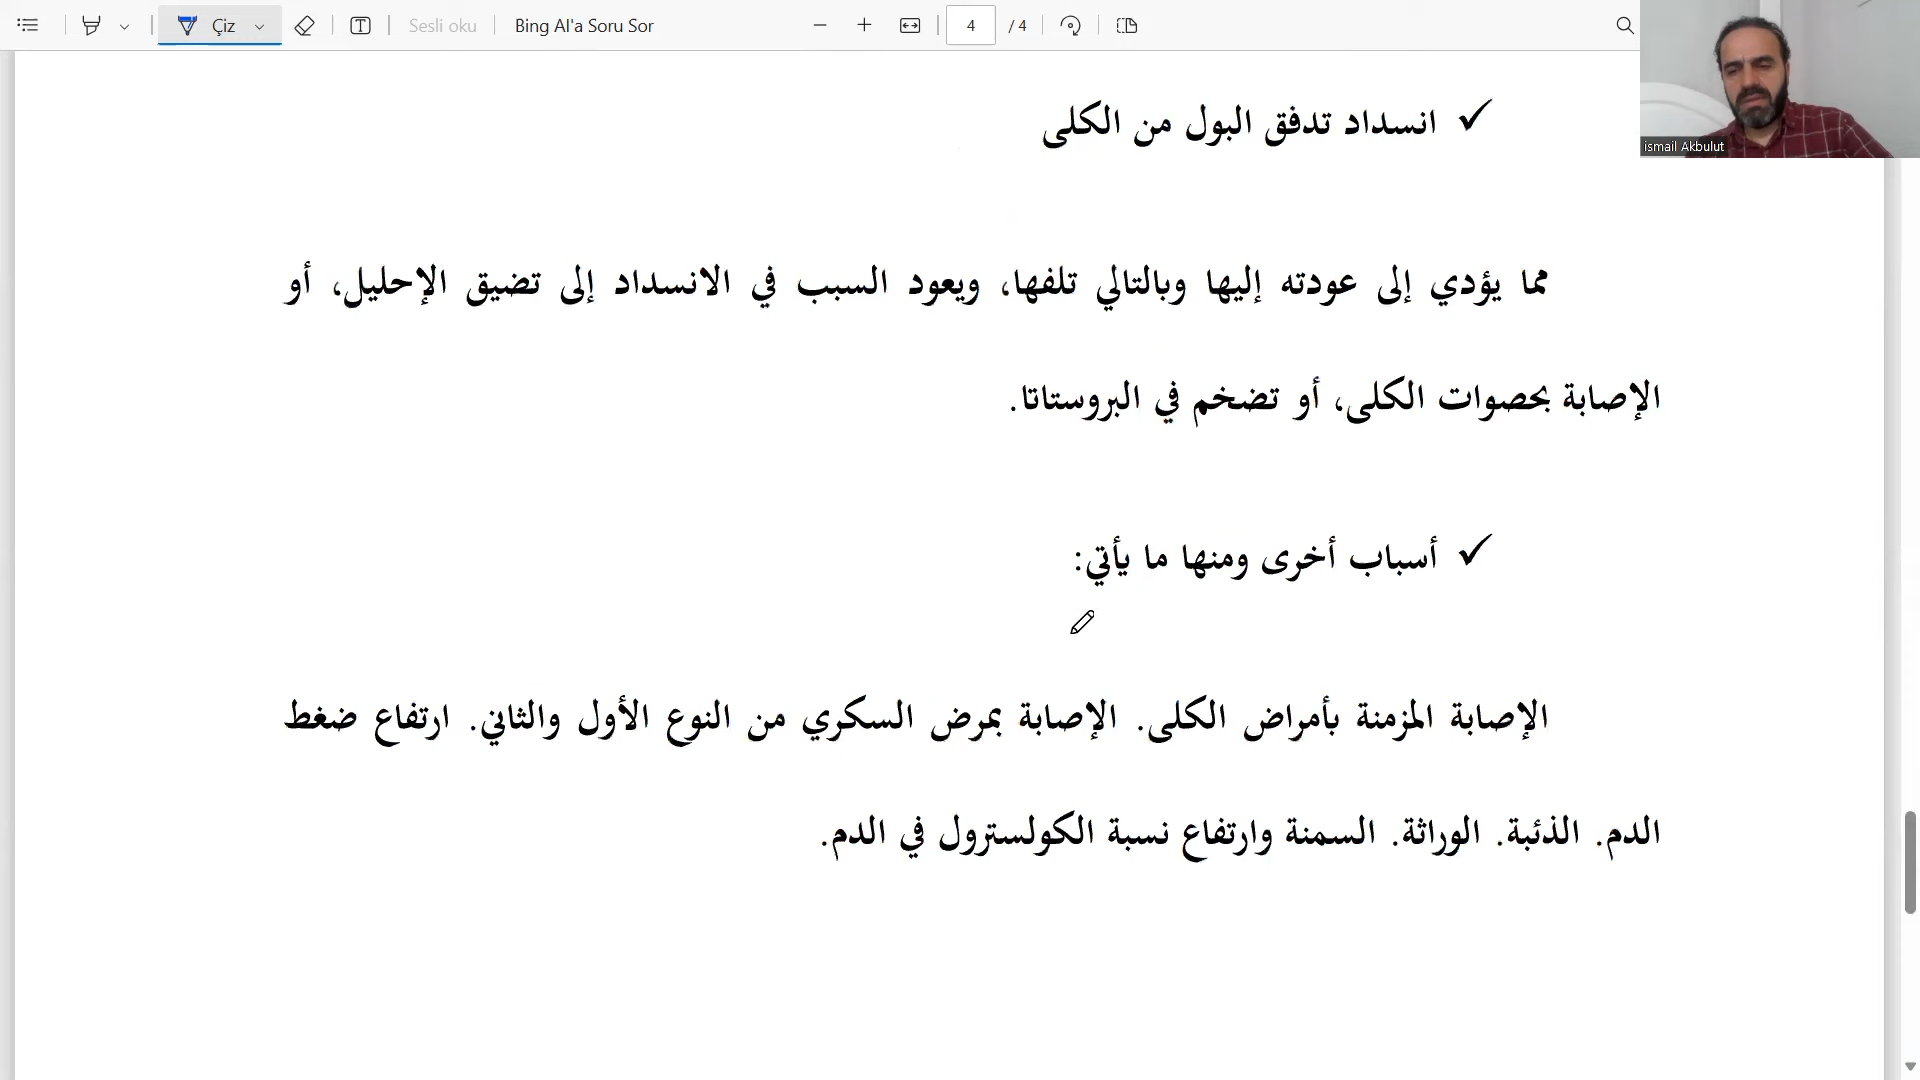 Çiz
Sesli oku
Bing AI'a Soru Sor
4
/ 4
ismail Akbulut
✓ انسداد تدفق البول من الكلى
مما يؤدي إلى عودته إليها وبالتالي تلفها، ويعود السبب في الانسداد إلى تضيق الإحليل، أو
الإصابة بحصوات الكلى، أو تضخم في البروستاتا.
✓ أسباب أخرى ومنها ما يأتي:
الإصابة المزمنة بأمراض الكلى. الإصابة بمرض السكري من النوع الأول والثاني. ارتفاع ضغط
الدم. الذئبة. الوراثة. السمنة وارتفاع نسبة الكولسترول في الدم.